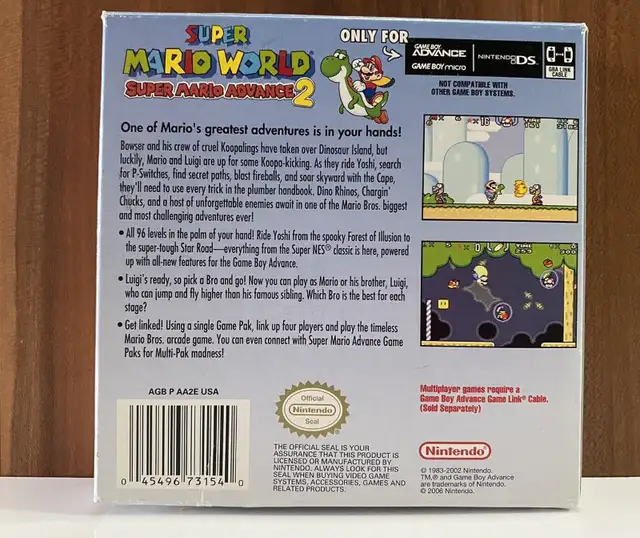 SUPER
MARIO WORLD
SUPER MARIO ADVANCE 2
ONLY FOR
GAME BOY
ADVANCE
GAME BOY micro
NINTENDO DS
GBA LINK
CABLE
NOT COMPATIBLE WITH
OTHER GAME BOY SYSTEMS.
One of Mario's greatest adventures is in your hands!
Bowser and his crew of cruel Koopalings have taken over Dinosaur Island, but
luckily, Mario and Luigi are up for some Koopa-kicking. As they ride Yoshi, search
for P-Switches, find secret paths, blast fireballs, and soar skyward with the Cape,
they'll need to use every trick in the plumber handbook. Dino Rhinos, Chargin'
Chucks, and a host of unforgettable enemies await in one of the Mario Bros. biggest
and most challenging adventures ever!
• All 96 levels in the palm of your hand! Ride Yoshi from the spooky Forest of Illusion to
the super-tough Star Road—everything from the Super NES® classic is here, powered
up with all-new features for the Game Boy Advance.
• Luigi's ready, so pick a Bro and go! Now you can play as Mario or his brother, Luigi,
who can jump and fly higher than his famous sibling. Which Bro is the best for each
stage?
• Get linked! Using a single Game Pak, link up four players and play the timeless
Mario Bros. arcade game. You can even connect with Super Mario Advance Game
Paks for Multi-Pak madness!
TIME
259
300
AGB P AA2E USA
0 45496 73154 0
Official
Nintendo
Seal
THE OFFICIAL SEAL IS YOUR
ASSURANCE THAT THIS PRODUCT IS
LICENSED OR MANUFACTURED BY
NINTENDO. ALWAYS LOOK FOR THIS
SEAL WHEN BUYING VIDEO GAME
SYSTEMS, ACCESSORIES, GAMES AND
RELATED PRODUCTS.
Multiplayer games require a
Game Boy Advance Game Link® Cable.
(Sold Separately)
Nintendo®
© 1983-2002 Nintendo.
TM,® and Game Boy Advance
are trademarks of Nintendo.
© 2006 Nintendo.